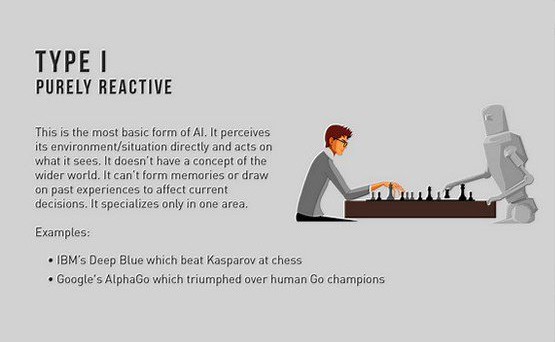 TYPE I
PURELY REACTIVE
This is the most basic form of AI. It perceives
its environment/situation directly and acts on
what it sees. It doesn't have a concept of the
wider world. It can't form memories or draw
on past experiences to affect current
decisions. It specializes only in one area.
Examples:
• IBM's Deep Blue which beat Kasparov at chess
• Google's AlphaGo which triumphed over human Go champions